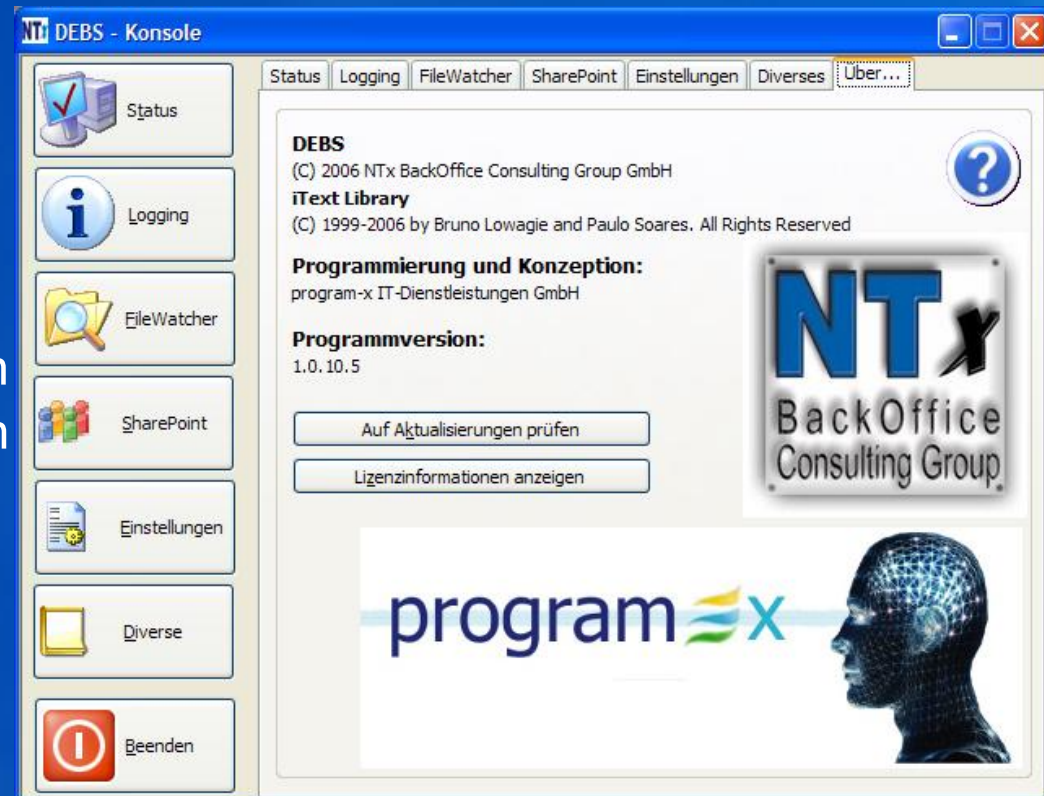 NTx DEBS - Konsole
Status
Logging
FileWatcher
SharePoint
Einstellungen
Diverse
Beenden
Status Logging FileWatcher SharePoint Einstellungen Diverses Über...
DEBS
(C) 2006 NTx BackOffice Consulting Group GmbH
iText Library
(C) 1999-2006 by Bruno Lowagie and Paulo Soares. All Rights Reserved
Programmierung und Konzeption:
program-x IT-Dienstleistungen GmbH
Programmversion:
1.0.10.5
Auf Aktualisierungen prüfen
Lizenzinformationen anzeigen
NTx
BackOffice
Consulting Group
program x